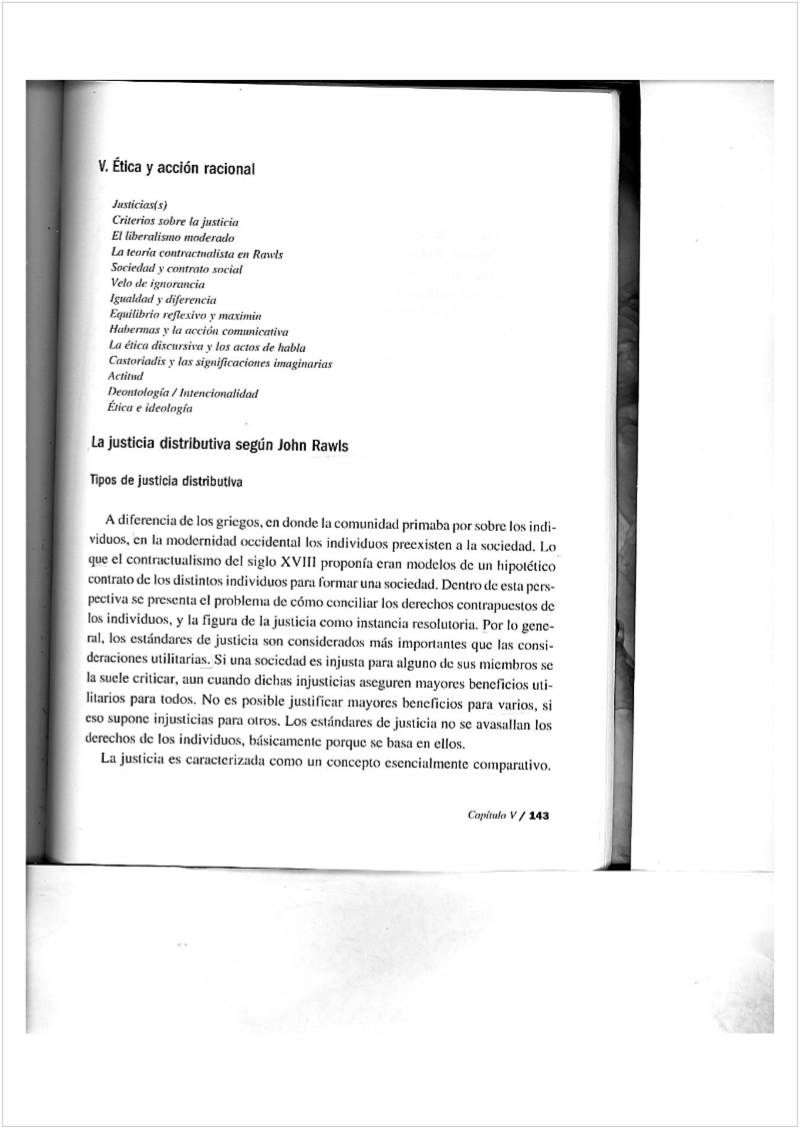 V. Ética y acción racional
Justicias(s)
Criterios sobre la justicia
El liberalismo moderado
La teoría contractualista en Rawls
Sociedad y contrato social
Velo de ignorancia
Igualdad y diferencia
Equilibrio reflexivo y maximin
Habermas y la acción comunicativa
La ética discursiva y los actos de habla
Castoriadis y las significaciones imaginarias
Actitud
Deontología / Intencionalidad
Ética e ideología
La justicia distributiva según John Rawls
Tipos de justicia distributiva
A diferencia de los griegos, en donde la comunidad primaba por sobre los indi-
viduos, en la modernidad occidental los individuos preexisten a la sociedad. Lo
que el contractualismo del siglo XVIII proponía eran modelos de un hipotético
contrato de los distintos individuos para formar una sociedad. Dentro de esta pers-
pectiva se presenta el problema de cómo conciliar los derechos contrapuestos de
los individuos, y la figura de la justicia como instancia resolutoria. Por lo gene-
ral, los estándares de justicia son considerados más importantes que las consi-
deraciones utilitarias. Si una sociedad es injusta para alguno de sus miembros se
la suele criticar, aun cuando dichas injusticias aseguren mayores beneficios uti-
litarios para todos. No es posible justificar mayores beneficios para varios, si
eso supone injusticias para otros. Los estándares de justicia no se avasallan los
derechos de los individuos, básicamente porque se basa en ellos.
La justicia es caracterizada como un concepto esencialmente comparativo.
Capítulo V / 143